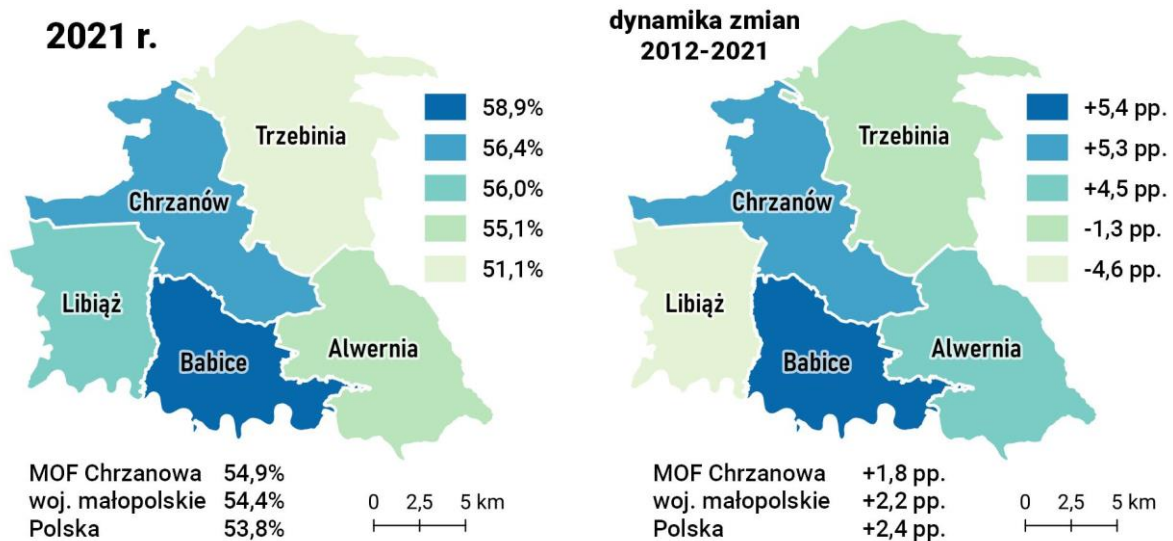 2021 r.
58,9%
56,4%
56,0%
55,1%
51,1%
Trzebinia
Chrzanów
Libiąż
Babice
Alwernia
MOF Chrzanowa 54,9%
woj. małopolskie 54,4%
Polska 53,8%
0 2,5 5 km
dynamika zmian
2012-2021
+5,4 pp.
+5,3 pp.
+4,5 pp.
-1,3 pp.
-4,6 pp.
Trzebinia
Chrzanów
Libiąż
Babice
Alwernia
MOF Chrzanowa +1,8 pp.
woj. małopolskie +2,2 pp.
Polska +2,4 pp.
0 2,5 5 km